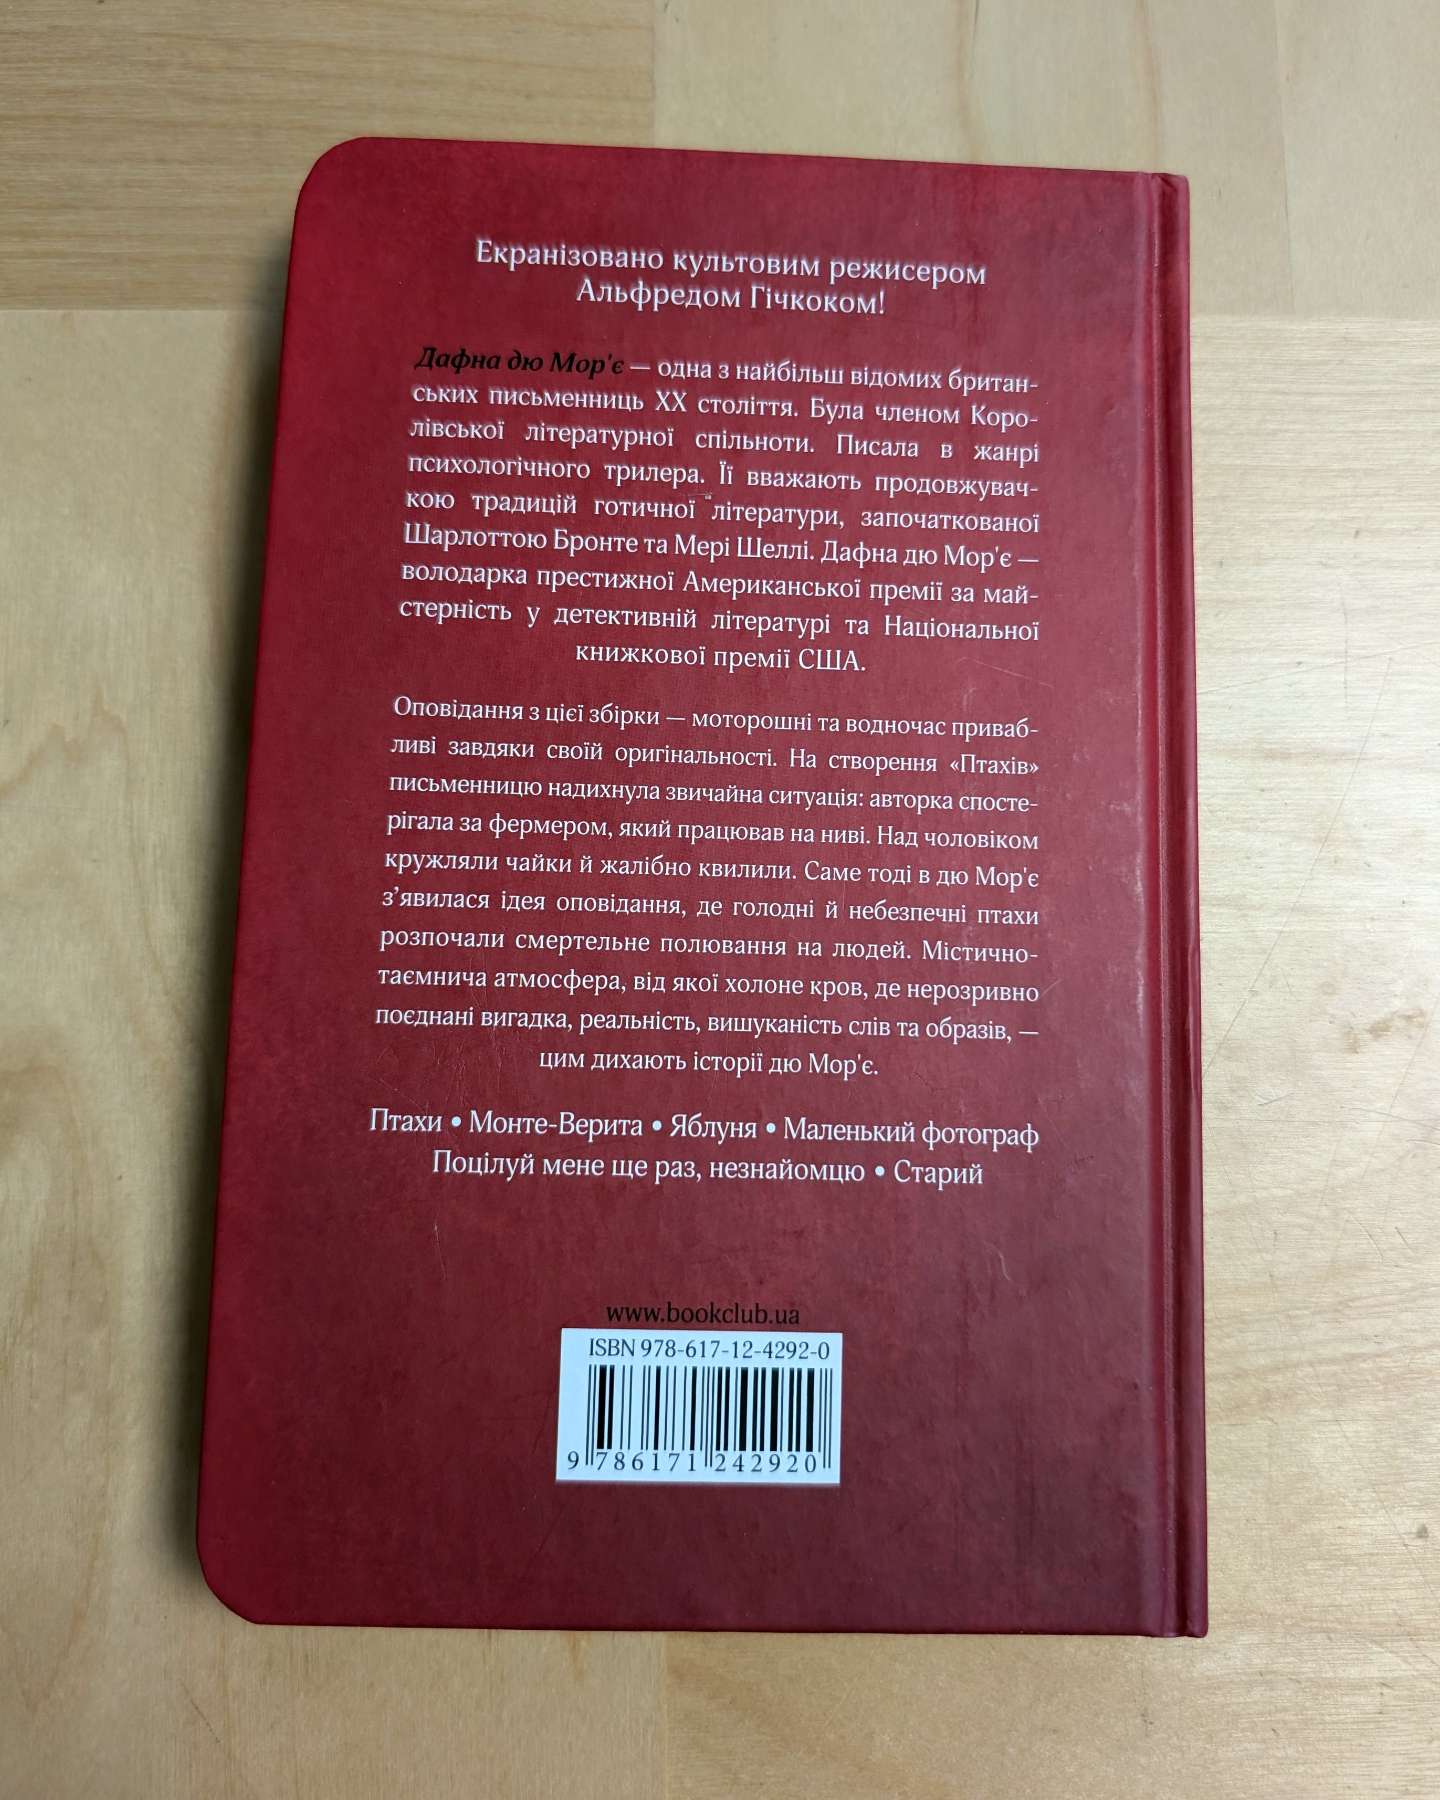 Екранізовано культовим режисером
Альфредом Гічкоком!
Дафна дю Мор'є — одна з найбільш відомих британ-
ських письменниць XX століття. Була членом Коро-
лівської літературної спільноти. Писала в жанрі
психологічного трилера. Її вважають продовжувач-
кою традицій готичної літератури, започаткованої
Шарлоттою Бронте та Мері Шеллі. Дафна дю Мор'є —
володарка престижної Американської премії за май-
стерність у детективній літературі та Національної
книжкової премії США.
Оповідання з цієї збірки — моторошні та водночас приваб-
ливі завдяки своїй оригінальності. На створення «Птахів»
письменницю надихнула звичайна ситуація: авторка спосте-
рігала за фермером, який працював на ниві. Над чоловіком
кружляли чайки й жалібно квилили. Саме тоді в дю Мор'є
з’явилася ідея оповідання, де голодні й небезпечні птахи
розпочали смертельне полювання на людей. Містично-
таємнича атмосфера, від якої холоне кров, де нерозривно
поєднані вигадка, реальність, вишуканість слів та образів, —
цим дихають історії дю Мор'є.
Птахи • Монте-Верита • Яблуня • Маленький фотограф
Поцілуй мене ще раз, незнайомцю • Старий
www.bookclub.ua
ISBN 978-617-12-4292-0
9 786171 242920